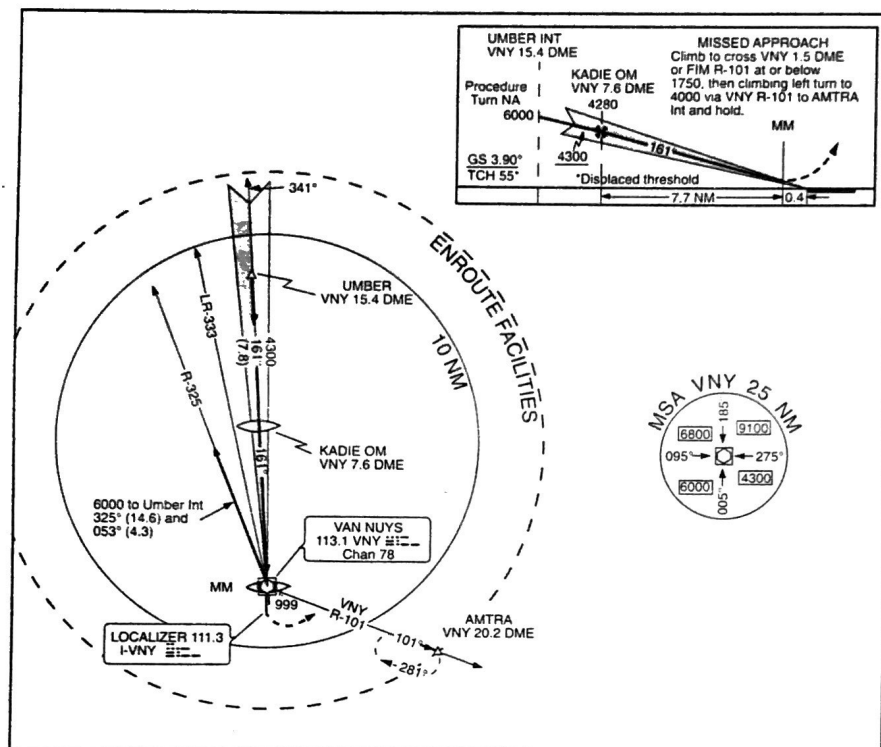 UMBER INT
VNY 15.4 DME
MISSED APPROACH
Climb to cross VNY 1.5 DME
or FIM R-101 at or below
1750, then climbing left turn to
4000 via VNY R-101 to AMTRA
Int and hold.
KADIE OM
VNY 7.6 DME
Procedure
Turn NA
6000
4280
MM
161°
4300
GS 3.90°
TCH 55°
*Displaced threshold
7.7 NM
0.4
341°
ENROUTE FACILITIES
UMBER
VNY 15.4 DME
LR-333
R-325
4300
161°
(7.8)
10 NM
KADIE OM
VNY 7.6 DME
161°
6000 to Umber Int
325° (14.6) and
053° (4.3)
VAN NUYS
113.1 VNY
Chan 78
MM
999
VNY
R-101
101°
AMTRA
VNY 20.2 DME
281°
LOCALIZER 111.3
I-VNY
MSA VNY 25 NM
185
6800
9100
095°
275°
6000
4300
005°